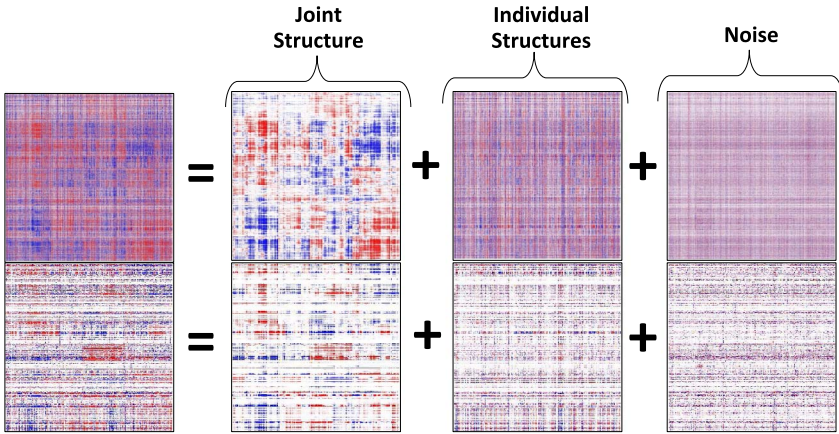 Joint
Structure
Individual
Structures
Noise
= + +
= + +